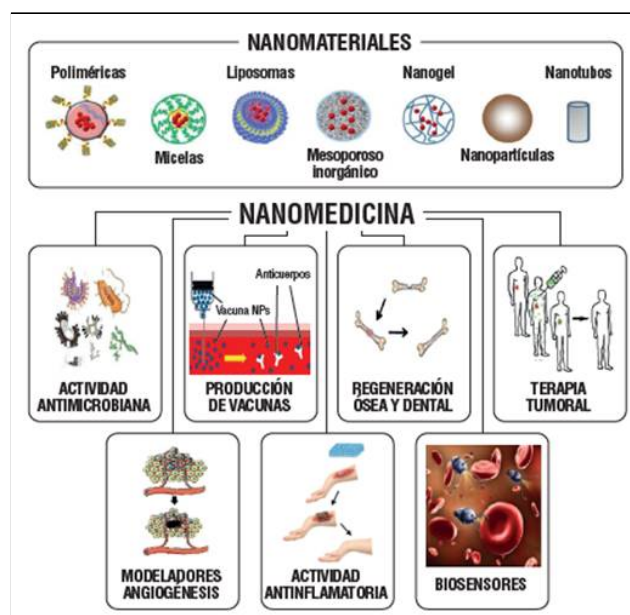 NANOMATERIALES
Poliméricas
Liposomas
Nanogel
Nanotubos
Micelas
Mesoporoso
inorgánico
Nanopartículas
NANOMEDICINA
ACTIVIDAD
ANTIMICROBIANA
Anticuerpos
Vacuna NPs
PRODUCCIÓN
DE VACUNAS
REGENERACIÓN
ÓSEA Y DENTAL
TERAPIA
TUMORAL
MODELADORES
ANGIOGÉNESIS
ACTIVIDAD
ANTINFLAMATORIA
BIOSENSORES